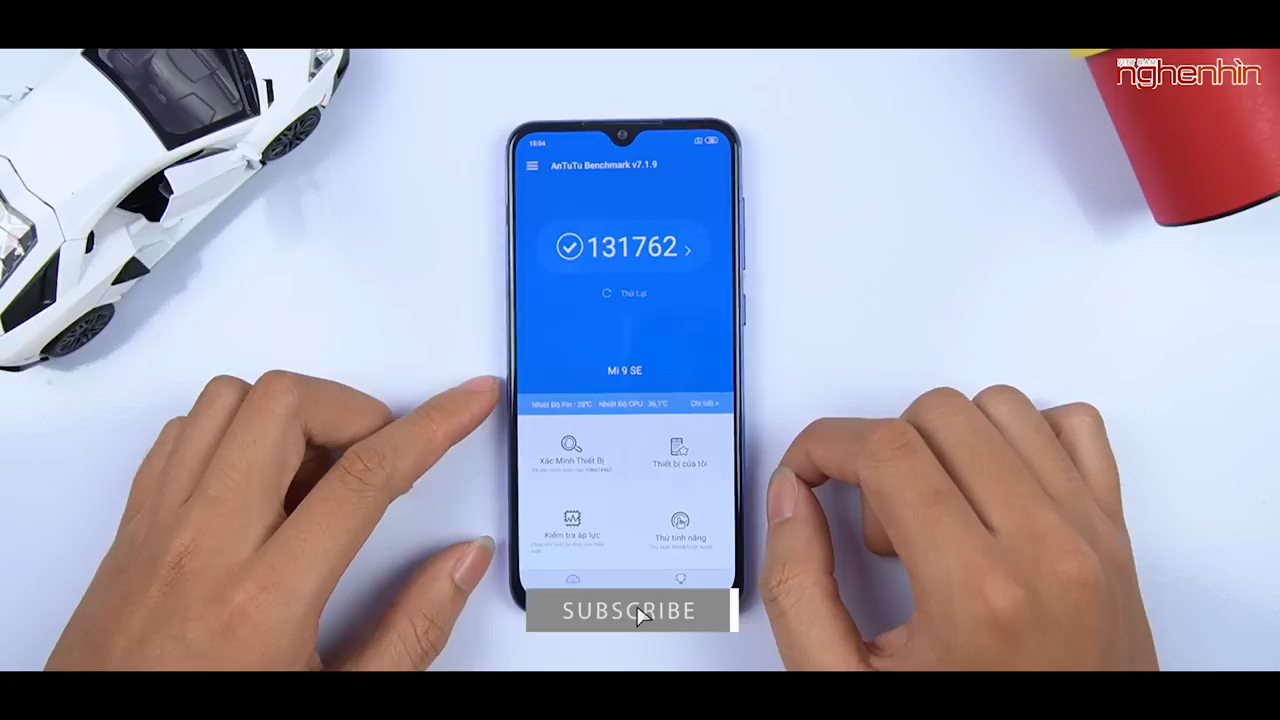 VIỆT NAM
nghenhìn
15:54
AnTuTu Benchmark v7.1.9
131762
Thử Lại
Mi 9 SE
Nhiệt Độ Pin : 28°C Nhiệt Độ CPU : 36,1°C Chi tiết
Xác Minh Thiết Bị
Thiết bị của tôi
Kiểm tra áp lực
Thử tính năng
SUBSCRIBE